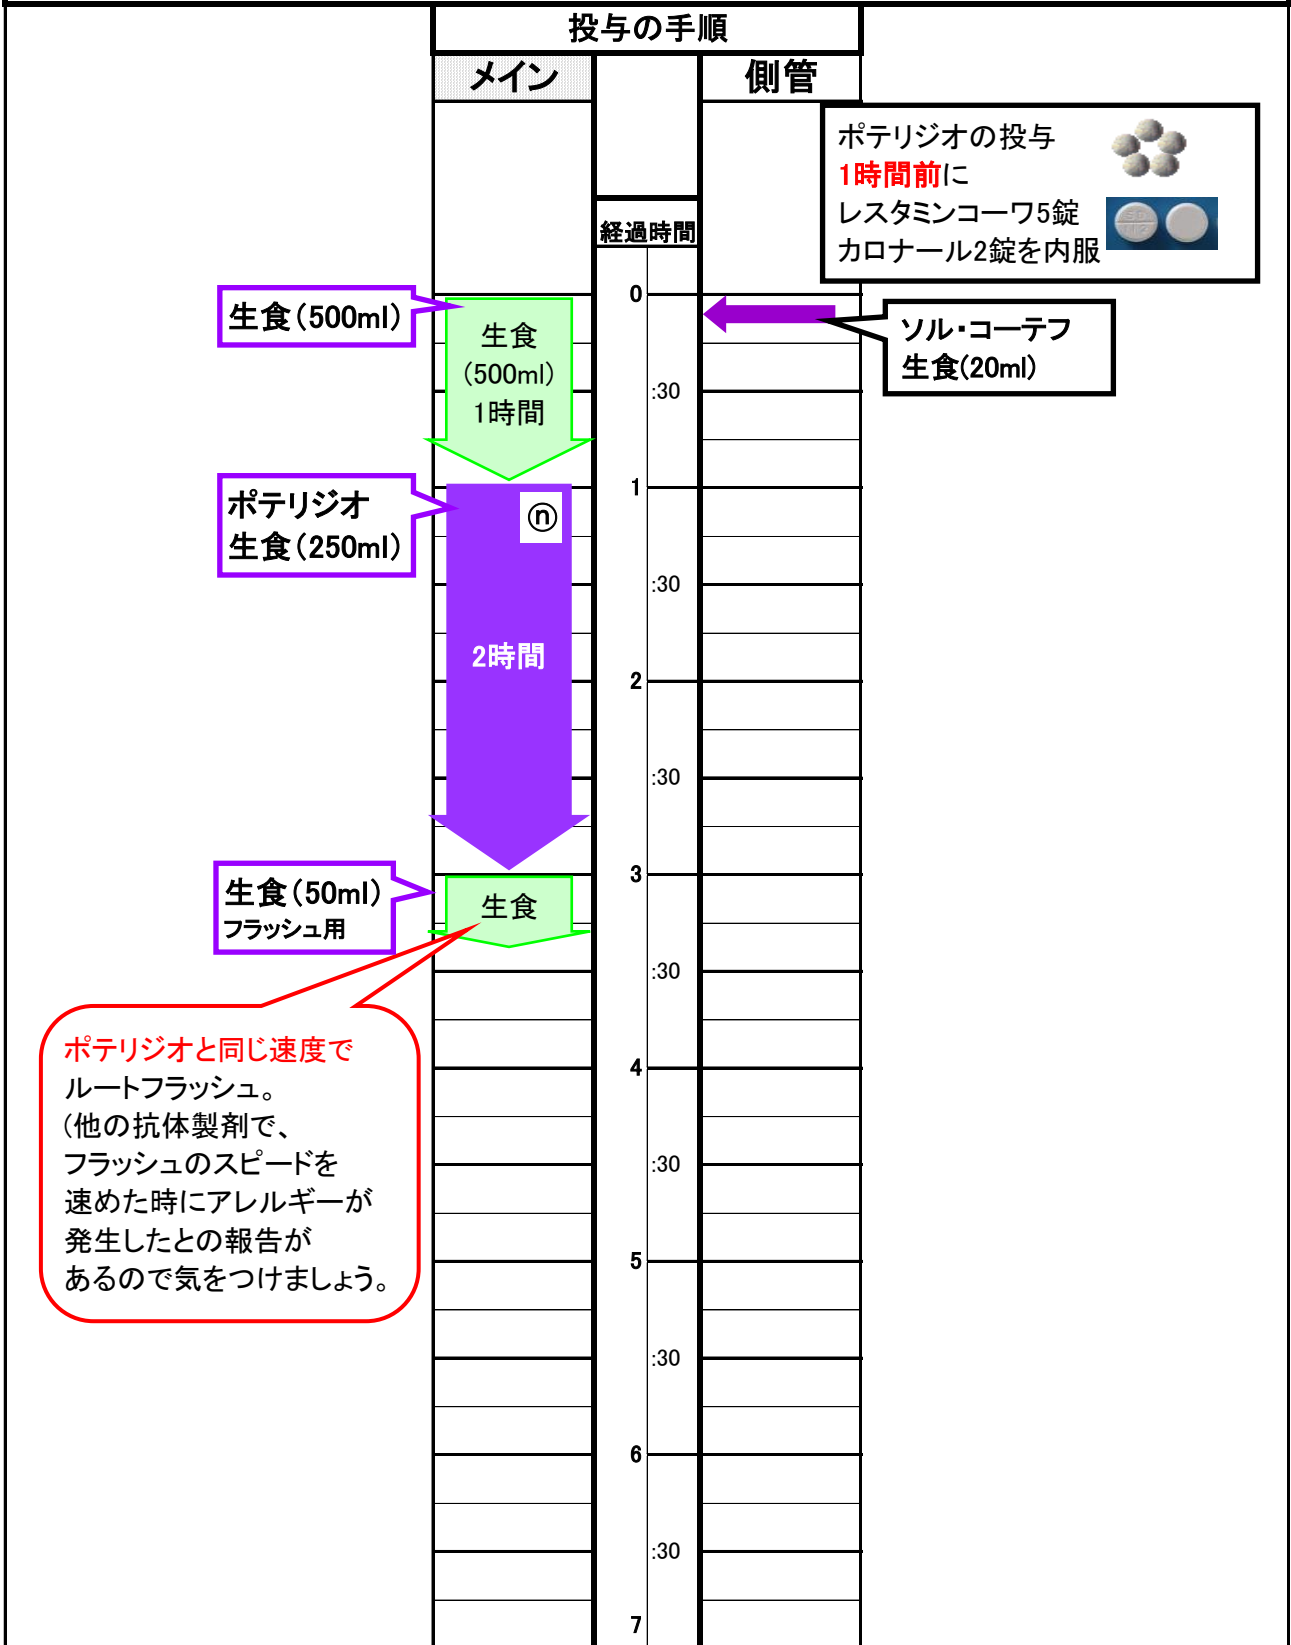 投与の手順
メイン
側管
ポテリジオの投与
1時間前に
レスタミンコーワ5錠
カロナール2錠を内服
経過時間
0
生食(500ml)
生食
(500ml)
1時間
ソル・コーテフ
生食(20ml)
:30
1
ポテリジオ
生食(250ml)
ⓝ
:30
2時間
2
:30
3
生食(50ml)
フラッシュ用
生食
:30
ポテリジオと同じ速度で
ルートフラッシュ。
(他の抗体製剤で、
フラッシュのスピードを
速めた時にアレルギーが
発生したとの報告が
あるので気をつけましょう。
4
:30
5
:30
6
:30
7